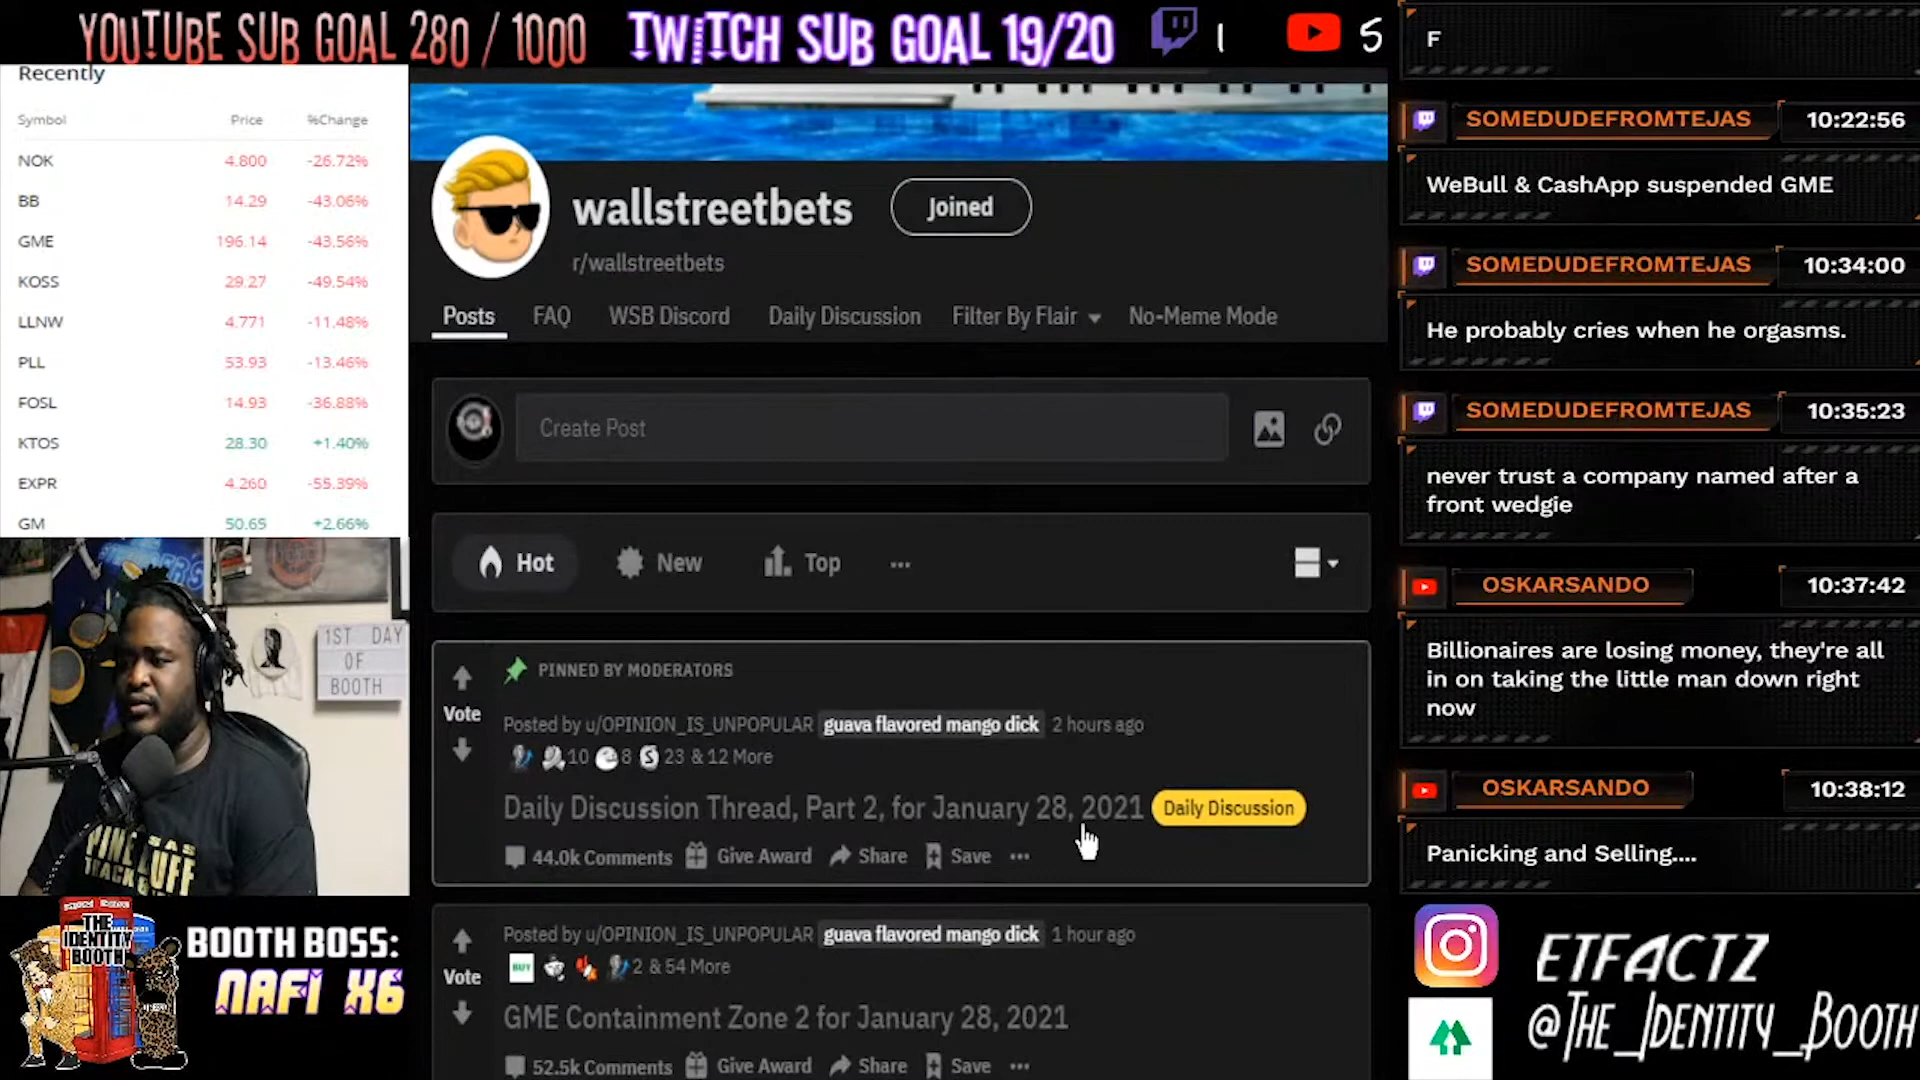 YOUTUBE SUB GOAL 280 / 1000
TWITCH SUB GOAL 19/20
Recently
Symbol Price %Change
NOK 4.800 -26.72%
BB 14.29 -43.06%
GME 196.14 -43.56%
KOSS 29.27 -49.54%
LLNW 4.771 -11.48%
PLL 53.93 -13.46%
FOSL 14.93 -36.88%
KTOS 28.30 +1.40%
EXPR 4.260 -55.39%
GM 50.65 +2.66%
1ST DAY
OF
BOOTH
THE
IDENTITY
BOOTH
BOOTH BOSS:
NAFI X6
wallstreetbets
Joined
r/wallstreetbets
Posts FAQ WSB Discord Daily Discussion Filter By Flair No-Meme Mode
Create Post
Hot New Top ...
PINNED BY MODERATORS
Vote
Posted by u/OPINION_IS_UNPOPULAR guava flavored mango dick 2 hours ago
10 8 S 23 & 12 More
Daily Discussion Thread, Part 2, for January 28, 2021 Daily Discussion
44.0k Comments Give Award Share Save ...
Vote
Posted by u/OPINION_IS_UNPOPULAR guava flavored mango dick 1 hour ago
BUY 2 & 54 More
GME Containment Zone 2 for January 28, 2021
52.5k Comments Give Award Share Save ...
F
SOMEDUDEFROMTEJAS 10:22:56
WeBull & CashApp suspended GME
SOMEDUDEFROMTEJAS 10:34:00
He probably cries when he orgasms.
SOMEDUDEFROMTEJAS 10:35:23
never trust a company named after a
front wedgie
OSKARSANDO 10:37:42
Billionaires are losing money, they're all
in on taking the little man down right
now
OSKARSANDO 10:38:12
Panicking and Selling....
ETFACTZ
@THE_IDENTITY_BOOTH